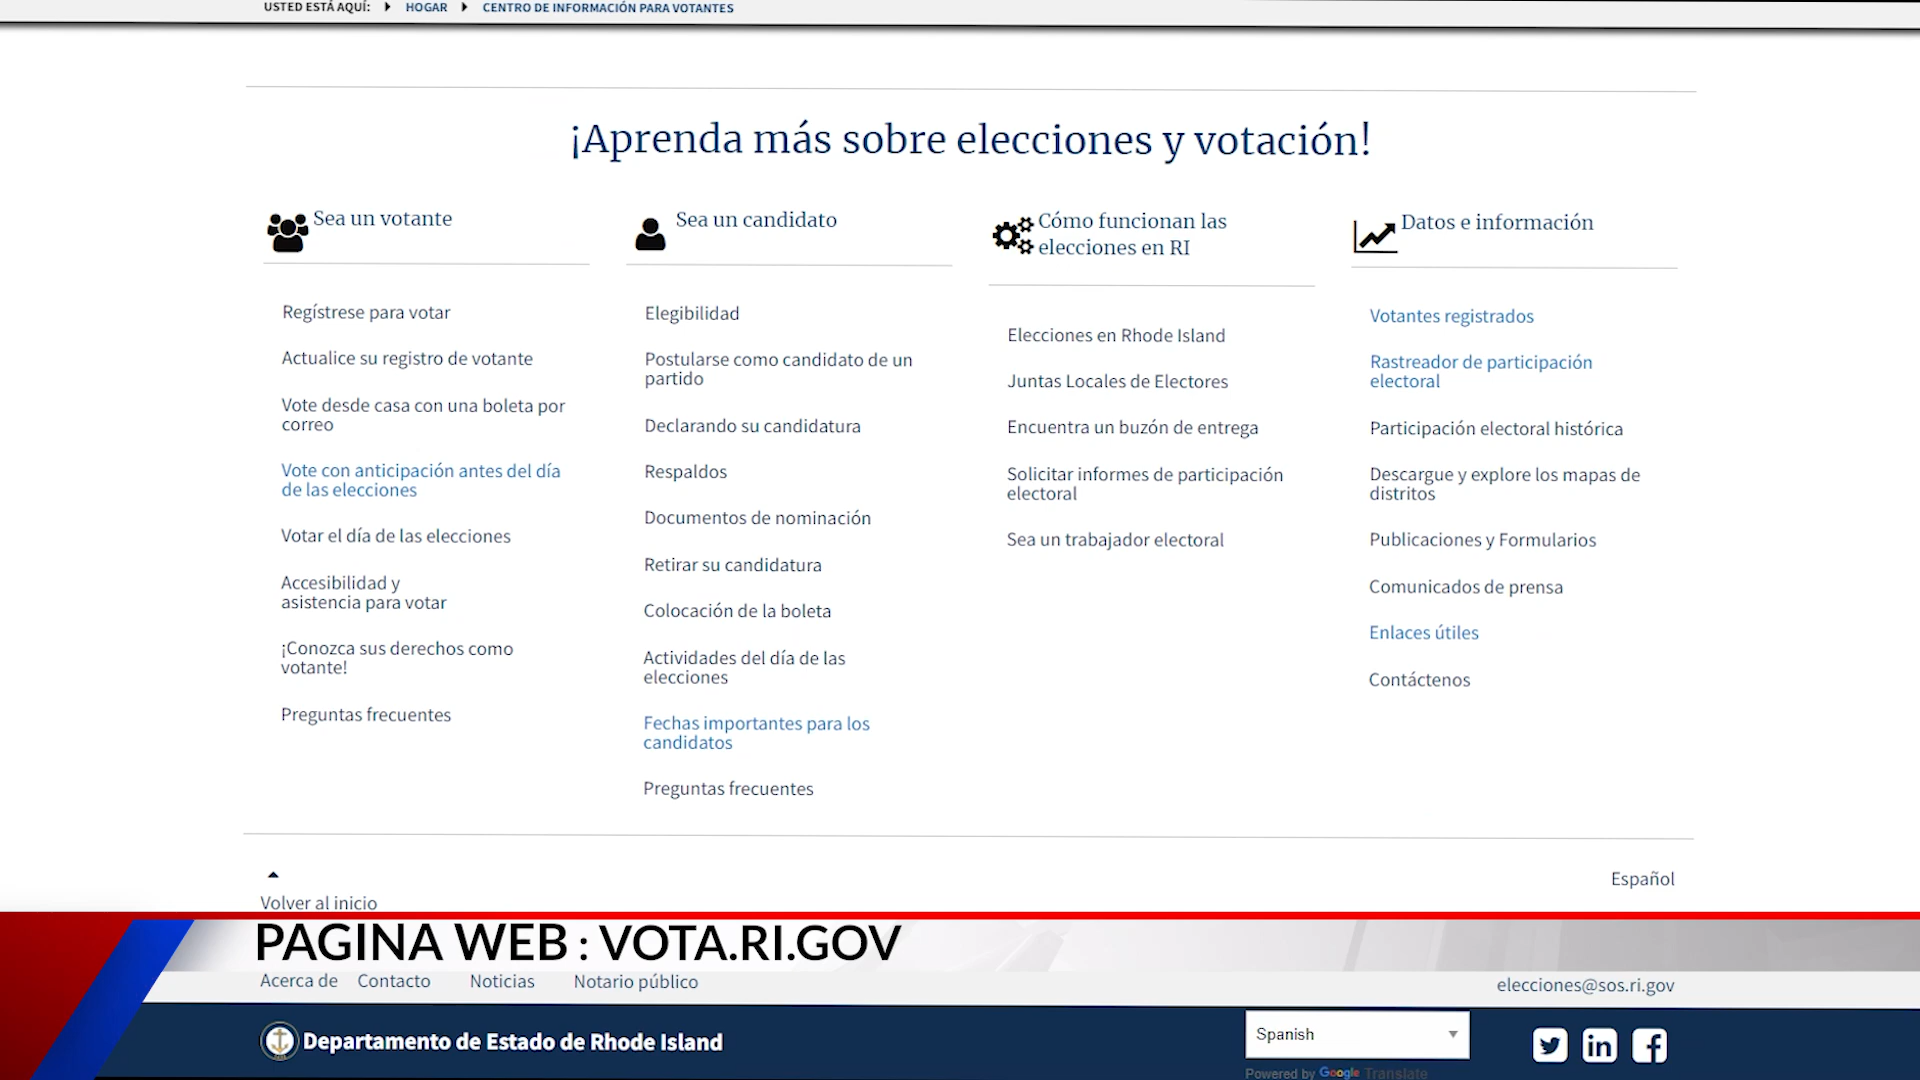 USTED ESTÁ AQUÍ: HOGAR CENTRO DE INFORMACIÓN PARA VOTANTES
¡Aprenda más sobre elecciones y votación!
Sea un votante
Regístrese para votar
Actualice su registro de votante
Vote desde casa con una boleta por
correo
Vote con anticipación antes del día
de las elecciones
Votar el día de las elecciones
Accesibilidad y
asistencia para votar
¡Conozca sus derechos como
votante!
Preguntas frecuentes
Sea un candidato
Elegibilidad
Postularse como candidato de un
partido
Declarando su candidatura
Respaldos
Documentos de nominación
Retirar su candidatura
Colocación de la boleta
Actividades del día de las
elecciones
Fechas importantes para los
candidatos
Preguntas frecuentes
Cómo funcionan las
elecciones en RI
Elecciones en Rhode Island
Juntas Locales de Electores
Encuentra un buzón de entrega
Solicitar informes de participación
electoral
Sea un trabajador electoral
Datos e información
Votantes registrados
Rastreador de participación
electoral
Participación electoral histórica
Descargue y explore los mapas de
distritos
Publicaciones y Formularios
Comunicados de prensa
Enlaces útiles
Contáctenos
Volver al inicio
Español
PAGINA WEB : VOTA.RI.GOV
Acerca de Contacto Noticias Notario público
elecciones@sos.ri.gov
Departamento de Estado de Rhode Island
Spanish
Powered by Google Translate